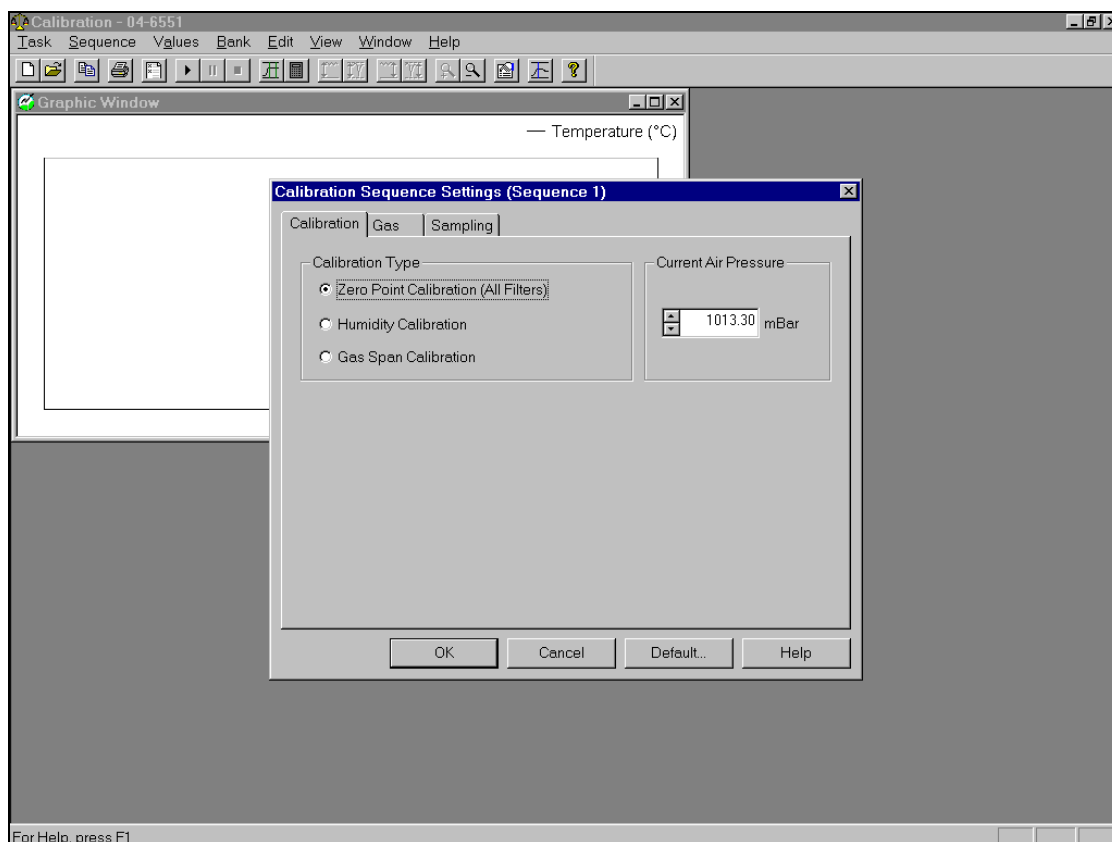 Calibration - 04-6551
Task Sequence Values Bank Edit View Window Help
Graphic Window
Temperature (°C)
Calibration Sequence Settings (Sequence 1)
Calibration Gas Sampling
Calibration Type
Current Air Pressure
Zero Point Calibration (All Filters)
1013.30 mBar
Humidity Calibration
Gas Span Calibration
OK Cancel Default... Help
For Help, press F1